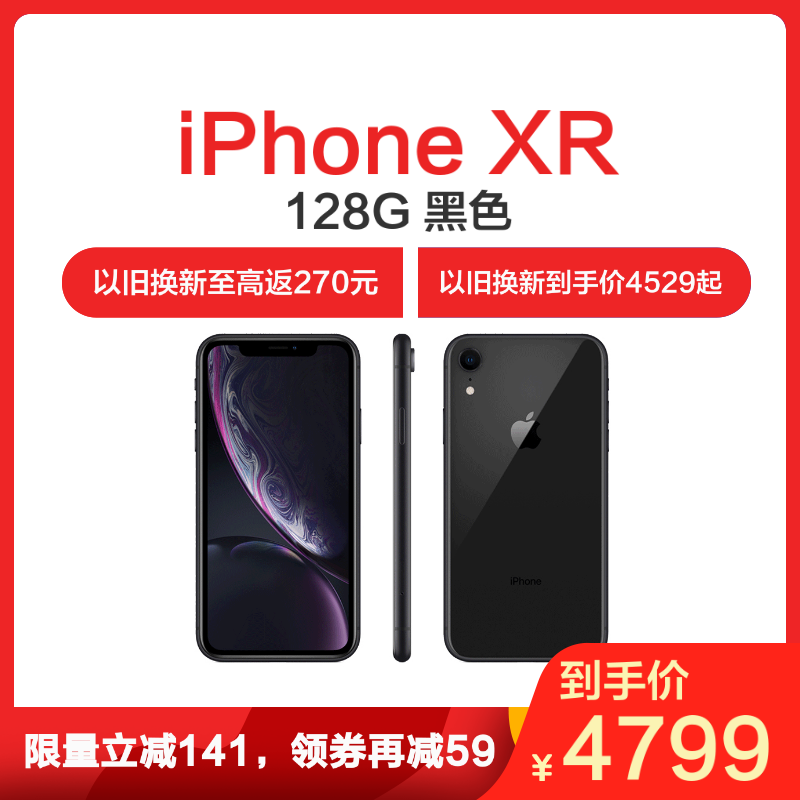 iPhone XR
128G 黑色
以旧换新至高返270元
以旧换新到手价4529起
iPhone
到手价
限量立减141，领券再减59
¥4799